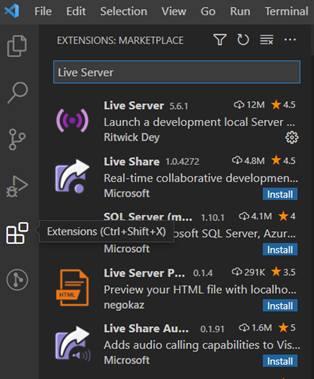 File Edit Selection View Go Run Terminal
EXTENSIONS: MARKETPLACE
Live Server
Live Server 5.6.1 12M 4.5
Launch a development local Server ...
Ritwick Dey
Live Share 1.0.4272 4.8M 4.5
Real-time collaborative developmen...
Microsoft Install
SQL Server (m... 1.10.1 4.1M 4
Extensions (Ctrl+Shift+X)
Microsoft SQL Server, Azur...
Microsoft Install
Live Server P... 0.1.4 291K 3.5
HTML
Preview your HTML file with localho...
negokaz Install
Live Share Au... 0.1.91 1.6M 5
Adds audio calling capabilities to Vis...
Microsoft Install